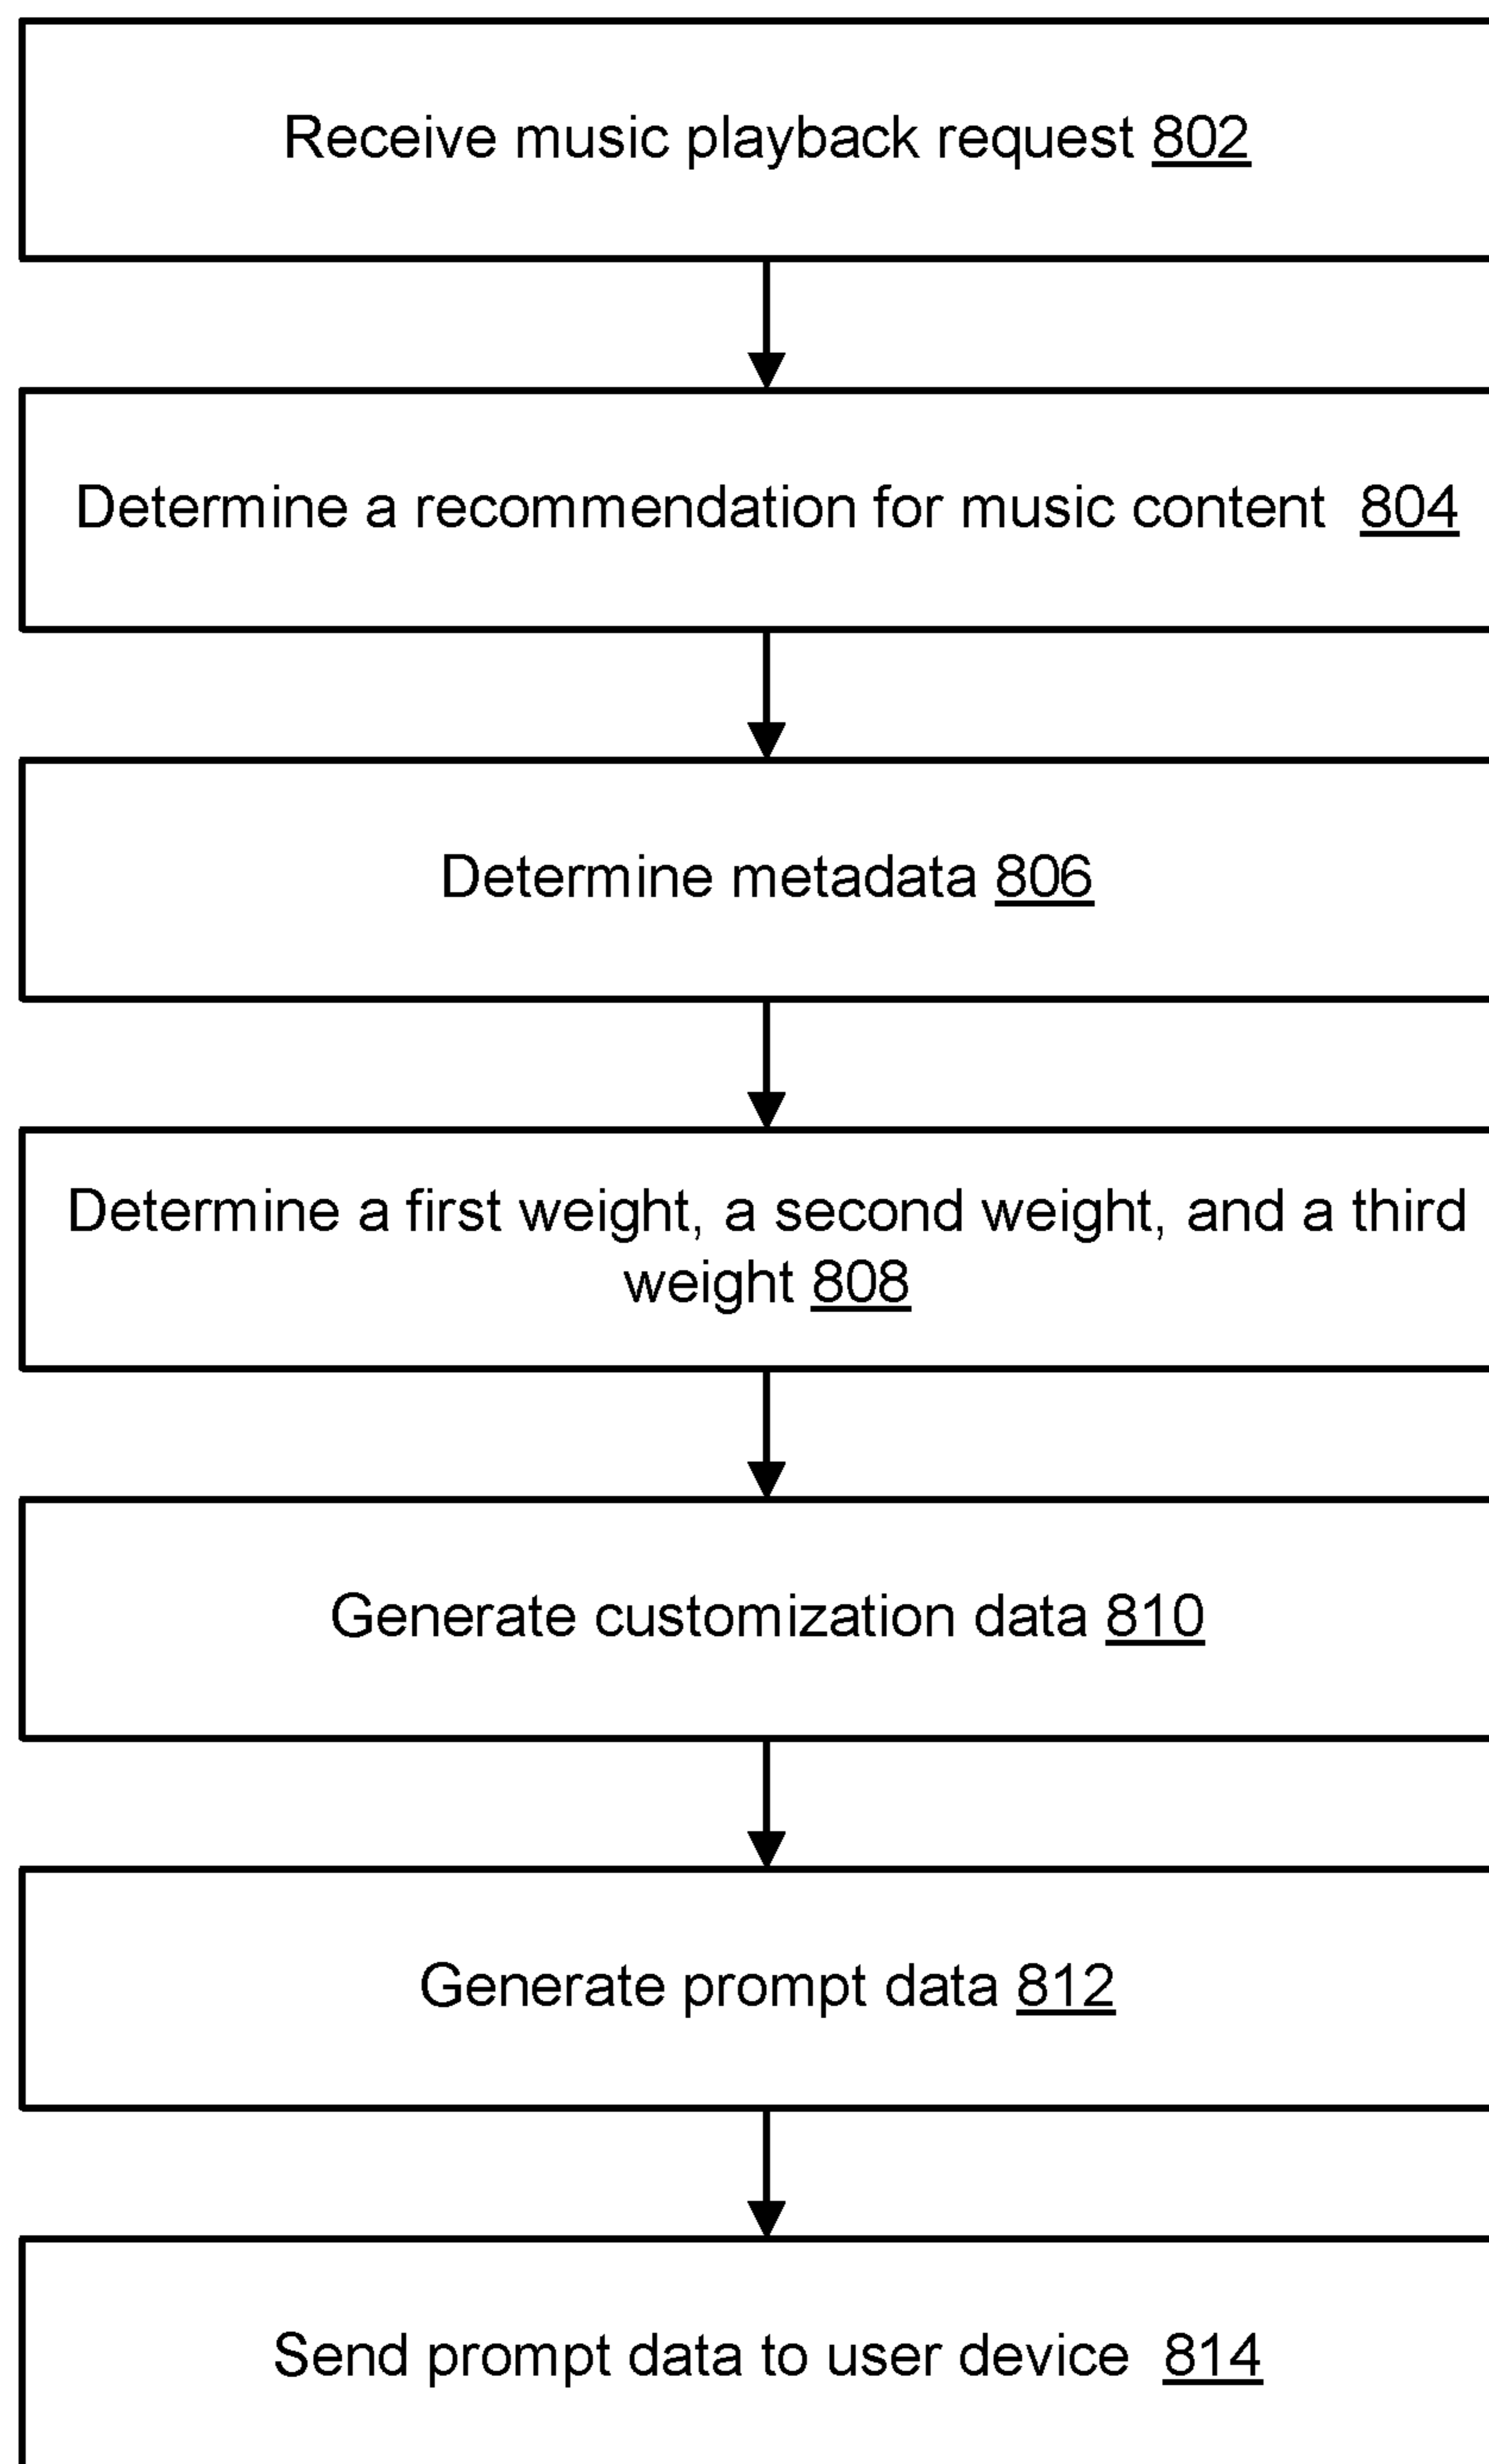 Receive music playback request 802
Determine a recommendation for music content 804
Determine metadata 806
Determine a first weight, a second weight, and a third
weight 808
Generate customization data 810
Generate prompt data 812
Send prompt data to user device 814